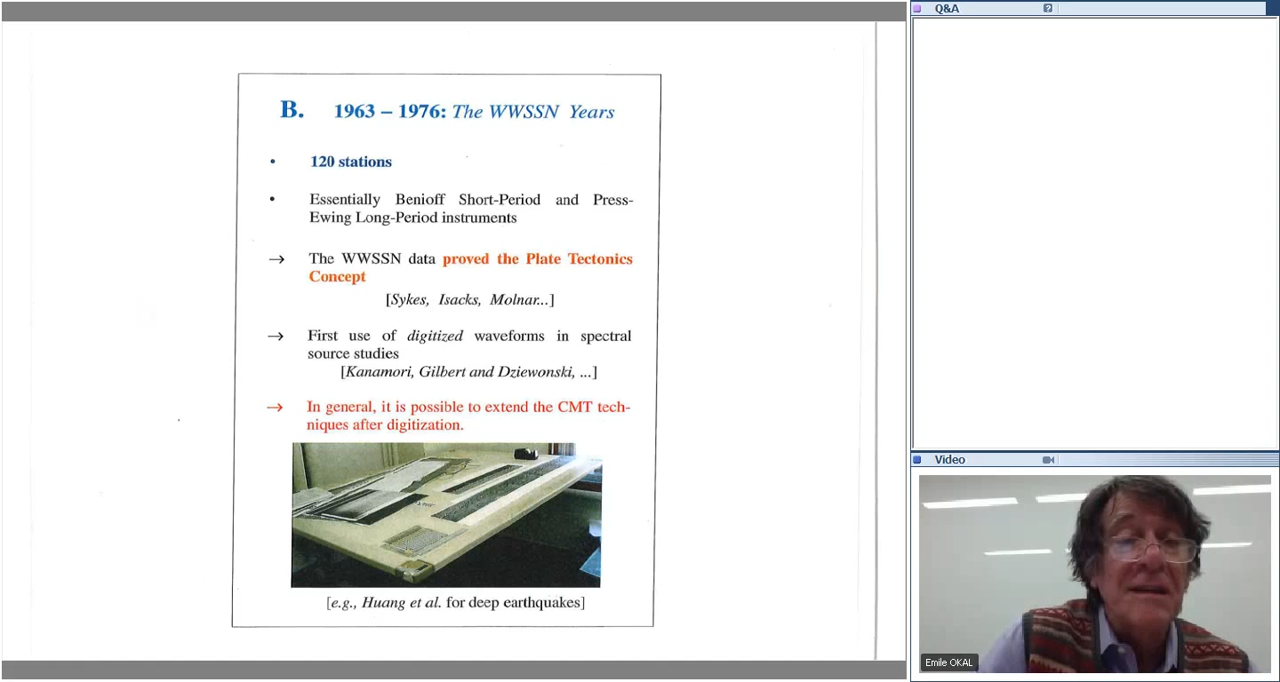 B. 1963 – 1976: The WWSSN Years
• 120 stations
• Essentially Benioff Short-Period and Press-
Ewing Long-Period instruments
→ The WWSSN data proved the Plate Tectonics
Concept
[Sykes, Isacks, Molnar...]
→ First use of digitized waveforms in spectral
source studies
[Kanamori, Gilbert and Dziewonski, ...]
→ In general, it is possible to extend the CMT tech-
niques after digitization.
[e.g., Huang et al. for deep earthquakes]
Q&A
?
Video
Emile OKAL